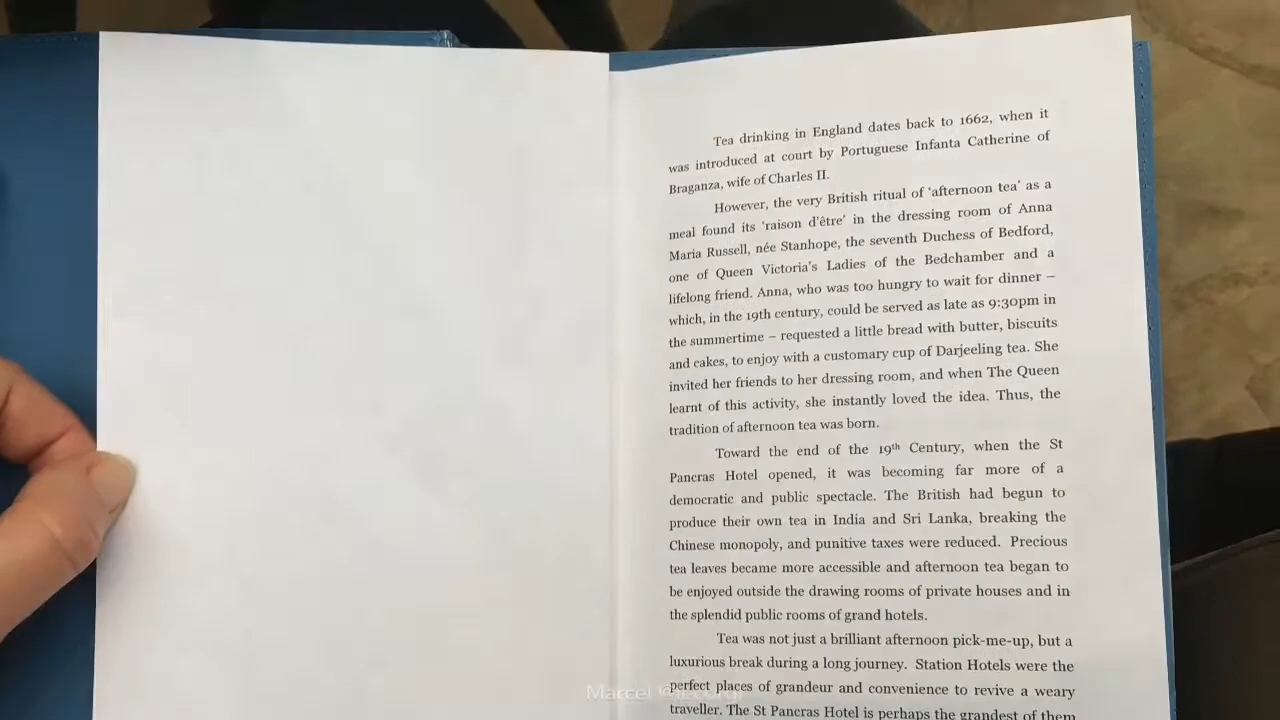 Tea drinking in England dates back to 1662, when it
was introduced at court by Portuguese Infanta Catherine of
Braganza, wife of Charles II.
However, the very British ritual of ‘afternoon tea’ as a
meal found its ‘raison d’être’ in the dressing room of Anna
Maria Russell, née Stanhope, the seventh Duchess of Bedford,
one of Queen Victoria’s Ladies of the Bedchamber and a
lifelong friend. Anna, who was too hungry to wait for dinner –
which, in the 19th century, could be served as late as 9:30pm in
the summertime – requested a little bread with butter, biscuits
and cakes, to enjoy with a customary cup of Darjeeling tea. She
invited her friends to her dressing room, and when The Queen
learnt of this activity, she instantly loved the idea. Thus, the
tradition of afternoon tea was born.
Toward the end of the 19th Century, when the St
Pancras Hotel opened, it was becoming far more of a
democratic and public spectacle. The British had begun to
produce their own tea in India and Sri Lanka, breaking the
Chinese monopoly, and punitive taxes were reduced. Precious
tea leaves became more accessible and afternoon tea began to
be enjoyed outside the drawing rooms of private houses and in
the splendid public rooms of grand hotels.
Tea was not just a brilliant afternoon pick-me-up, but a
luxurious break during a long journey. Station Hotels were the
perfect places of grandeur and convenience to revive a weary
traveller. The St Pancras Hotel is perhaps the grandest of them
Marcel